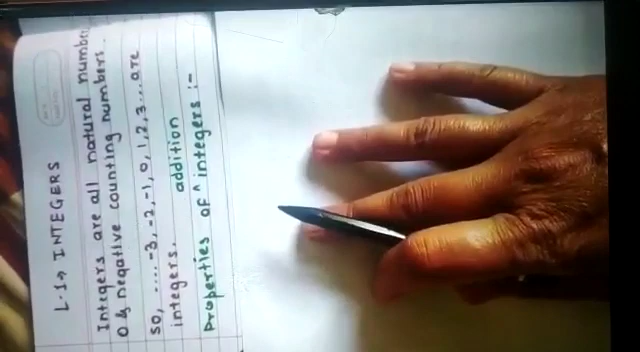 L-1→ INTEGERS
Integers are all natural number
0 & negative counting numbers.
so, .... -3, -2, -1, 0, 1, 2, 3... are
integers.
addition
Properties of ^ integers :-